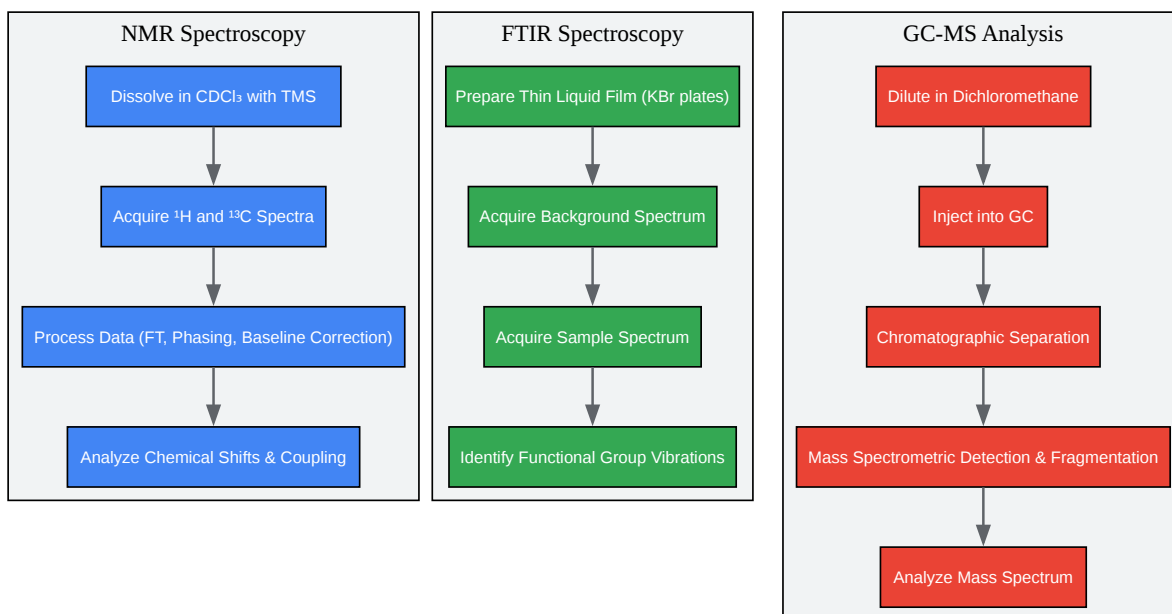 NMR Spectroscopy
Dissolve in CDCl₃ with TMS
Acquire ¹H and ¹³C Spectra
Process Data (FT, Phasing, Baseline Correction)
Analyze Chemical Shifts & Coupling
FTIR Spectroscopy
Prepare Thin Liquid Film (KBr plates)
Acquire Background Spectrum
Acquire Sample Spectrum
Identify Functional Group Vibrations
GC-MS Analysis
Dilute in Dichloromethane
Inject into GC
Chromatographic Separation
Mass Spectrometric Detection & Fragmentation
Analyze Mass Spectrum